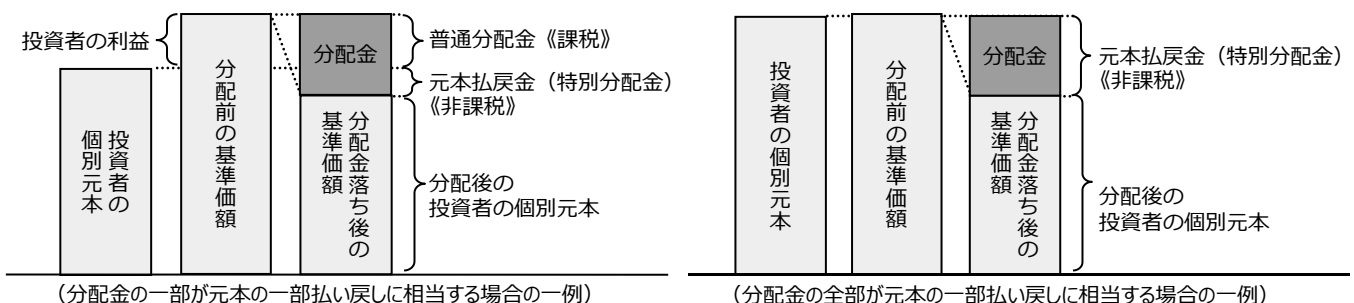 投資者の利益
投資者の
個別元本
分配前の基準価額
分配金
分配金落ち後の
基準価額
普通分配金《課税》
元本払戻金（特別分配金）
《非課税》
分配後の
投資者の個別元本
（分配金の一部が元本の一部払い戻しに相当する場合の一例）
投資者の個別元本
分配前の基準価額
分配金
分配金落ち後の
基準価額
元本払戻金（特別分配金）
《非課税》
分配後の
投資者の個別元本
（分配金の全部が元本の一部払い戻しに相当する場合の一例）